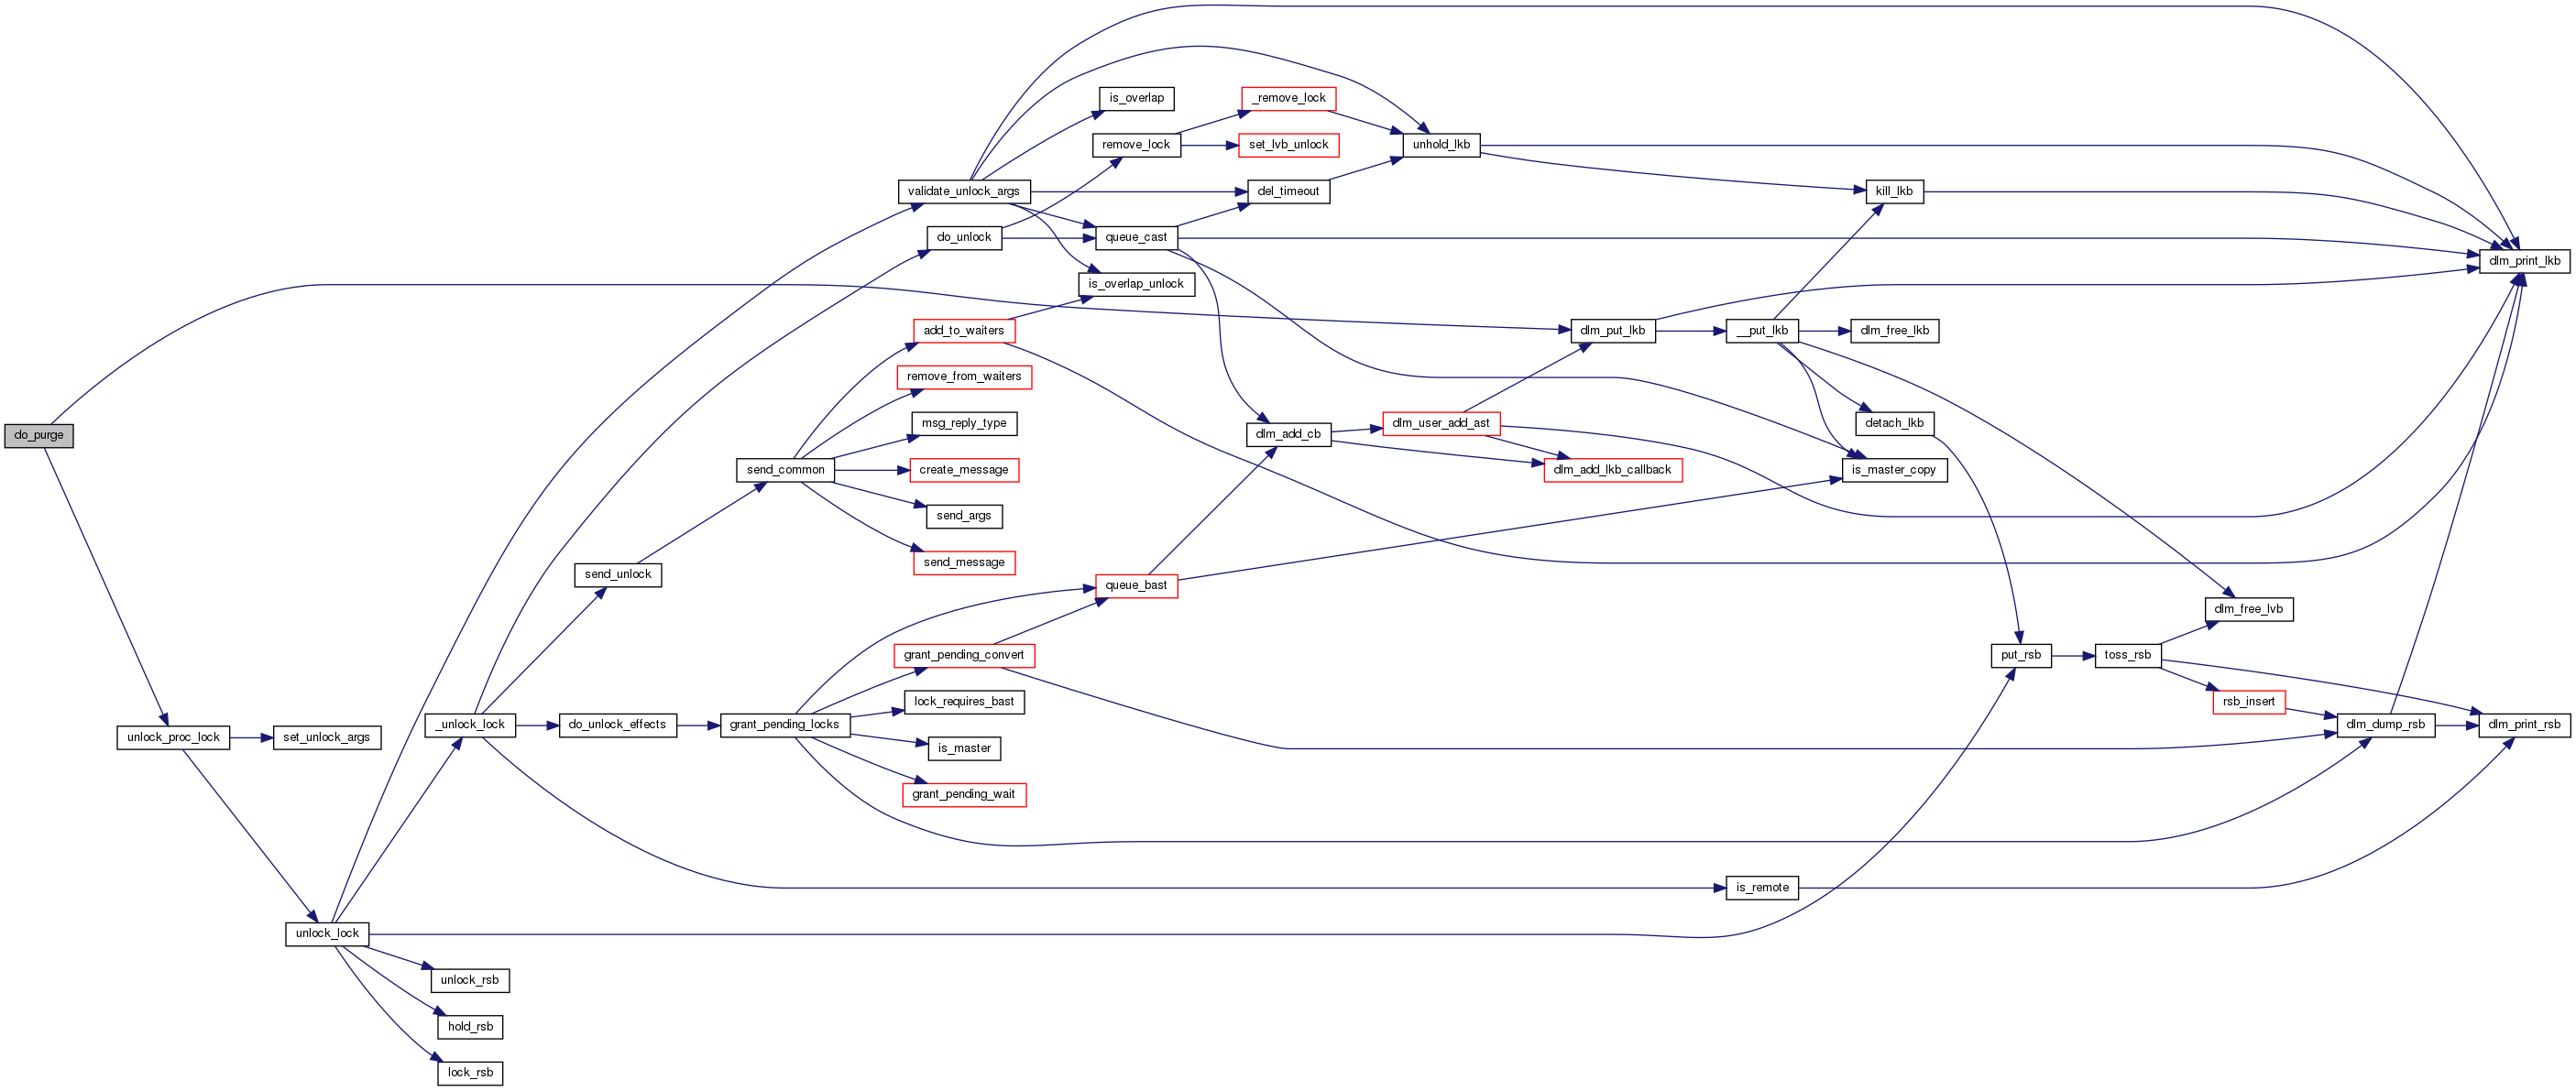 do_purge
unlock_proc_lock
set_unlock_args
unlock_lock
_unlock_lock
unlock_rsb
hold_rsb
lock_rsb
send_unlock
do_unlock_effects
send_common
grant_pending_locks
validate_unlock_args
do_unlock
add_to_waiters
remove_from_waiters
msg_reply_type
create_message
send_args
send_message
grant_pending_convert
lock_requires_bast
is_master
grant_pending_wait
is_overlap
remove_lock
queue_cast
is_overlap_unlock
queue_bast
_remove_lock
set_lvb_unlock
del_timeout
dlm_add_cb
unhold_lkb
dlm_user_add_ast
dlm_put_lkb
dlm_add_lkb_callback
__put_lkb
is_remote
kill_lkb
dlm_free_lkb
detach_lkb
is_master_copy
put_rsb
toss_rsb
dlm_free_lvb
rsb_insert
dlm_dump_rsb
dlm_print_lkb
dlm_print_rsb